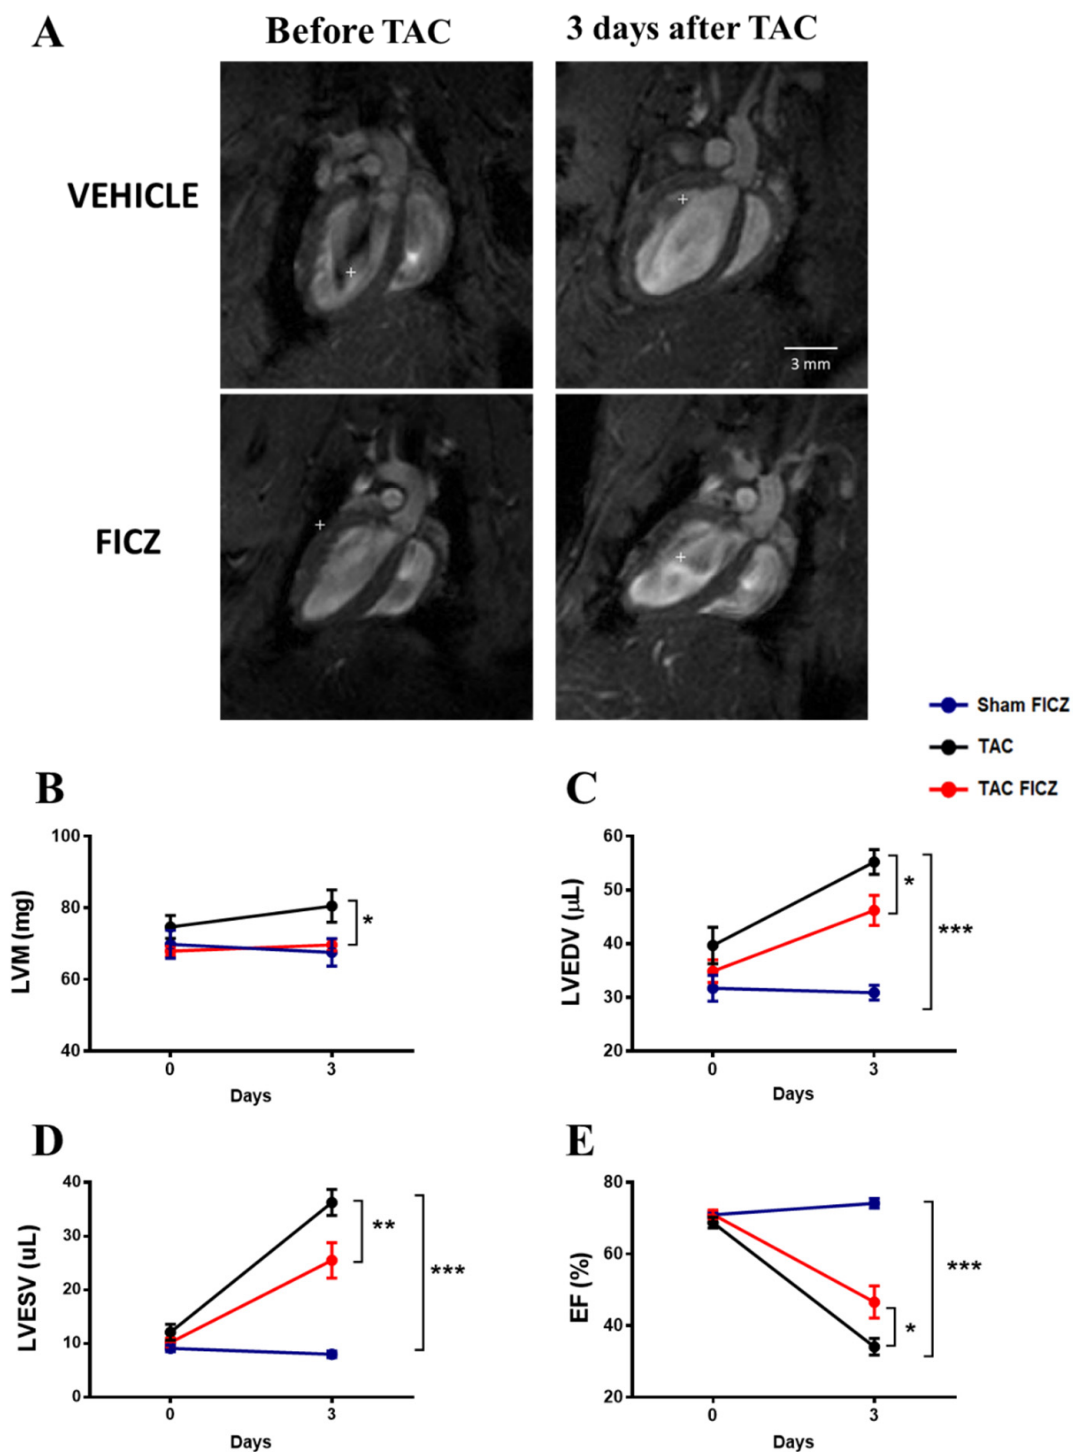 A
Before TAC
3 days after TAC
VEHICLE
3 mm
FICZ
Sham FICZ
TAC
TAC FICZ
B
100
80
60
40
LVM (mg)
0
3
Days
*
C
60
50
40
30
20
LVEDV (µL)
0
3
Days
*
***
D
40
30
20
10
0
LVESV (uL)
0
3
Days
**
***
E
80
60
40
20
EF (%)
0
3
Days
*
***